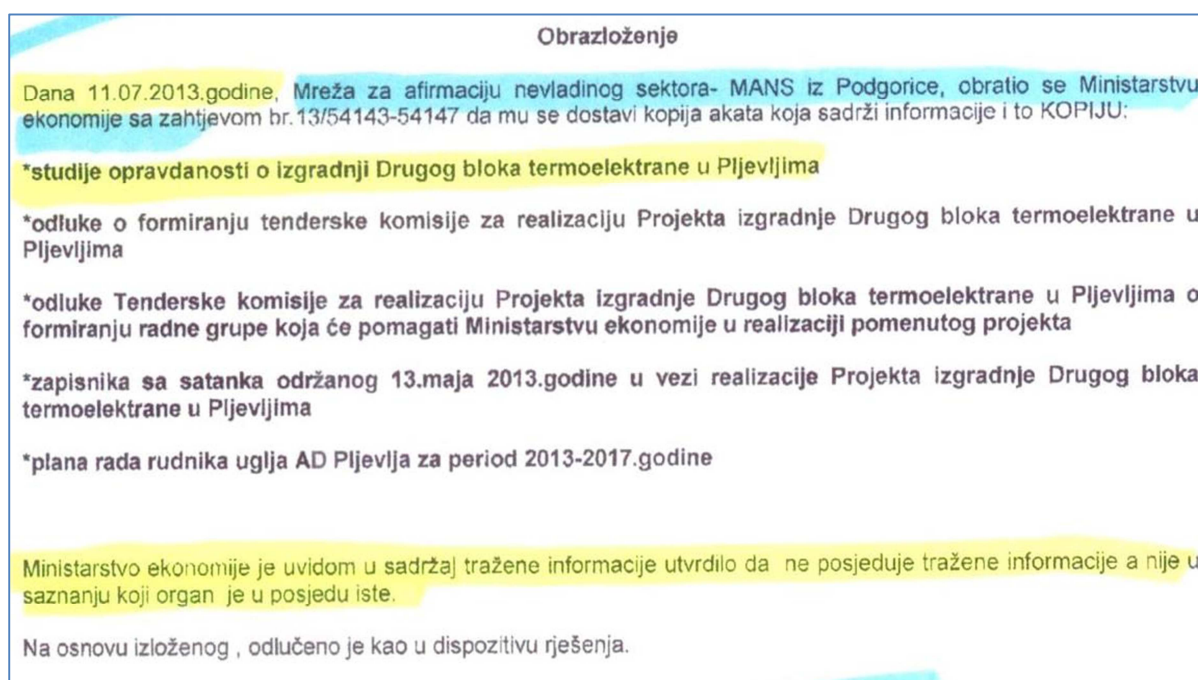 Obrazloženje
Dana 11.07.2013.godine, Mreža za afirmaciju nevladinog sektora- MANS iz Podgorice, obratio se Ministarstvu
ekonomije sa zahtjevom br.13/54143-54147 da mu se dostavi kopija akata koja sadrži informacije i to KOPIJU:
*studije opravdanosti o izgradnji Drugog bloka termoelektrane u Pljevljima
*odluke o formiranju tenderske komisije za realizaciju Projekta izgradnje Drugog bloka termoelektrane u
Pljevljima
*odluke Tenderske komisije za realizaciju Projekta izgradnje Drugog bloka termoelektrane u Pljevljima o
formiranju radne grupe koja će pomagati Ministarstvu ekonomije u realizaciji pomenutog projekta
*zapisnika sa satanka održanog 13.maja 2013.godine u vezi realizacije Projekta izgradnje Drugog bloka
termoelektrane u Pljevljima
*plana rada rudnika uglja AD Pljevlja za period 2013-2017.godine
Ministarstvo ekonomije je uvidom u sadržaj tražene informacije utvrdilo da ne posjeduje tražene informacije a nije u
saznanju koji organ je u posjedu iste.
Na osnovu izloženog , odlučeno je kao u dispozitivu rješenja.